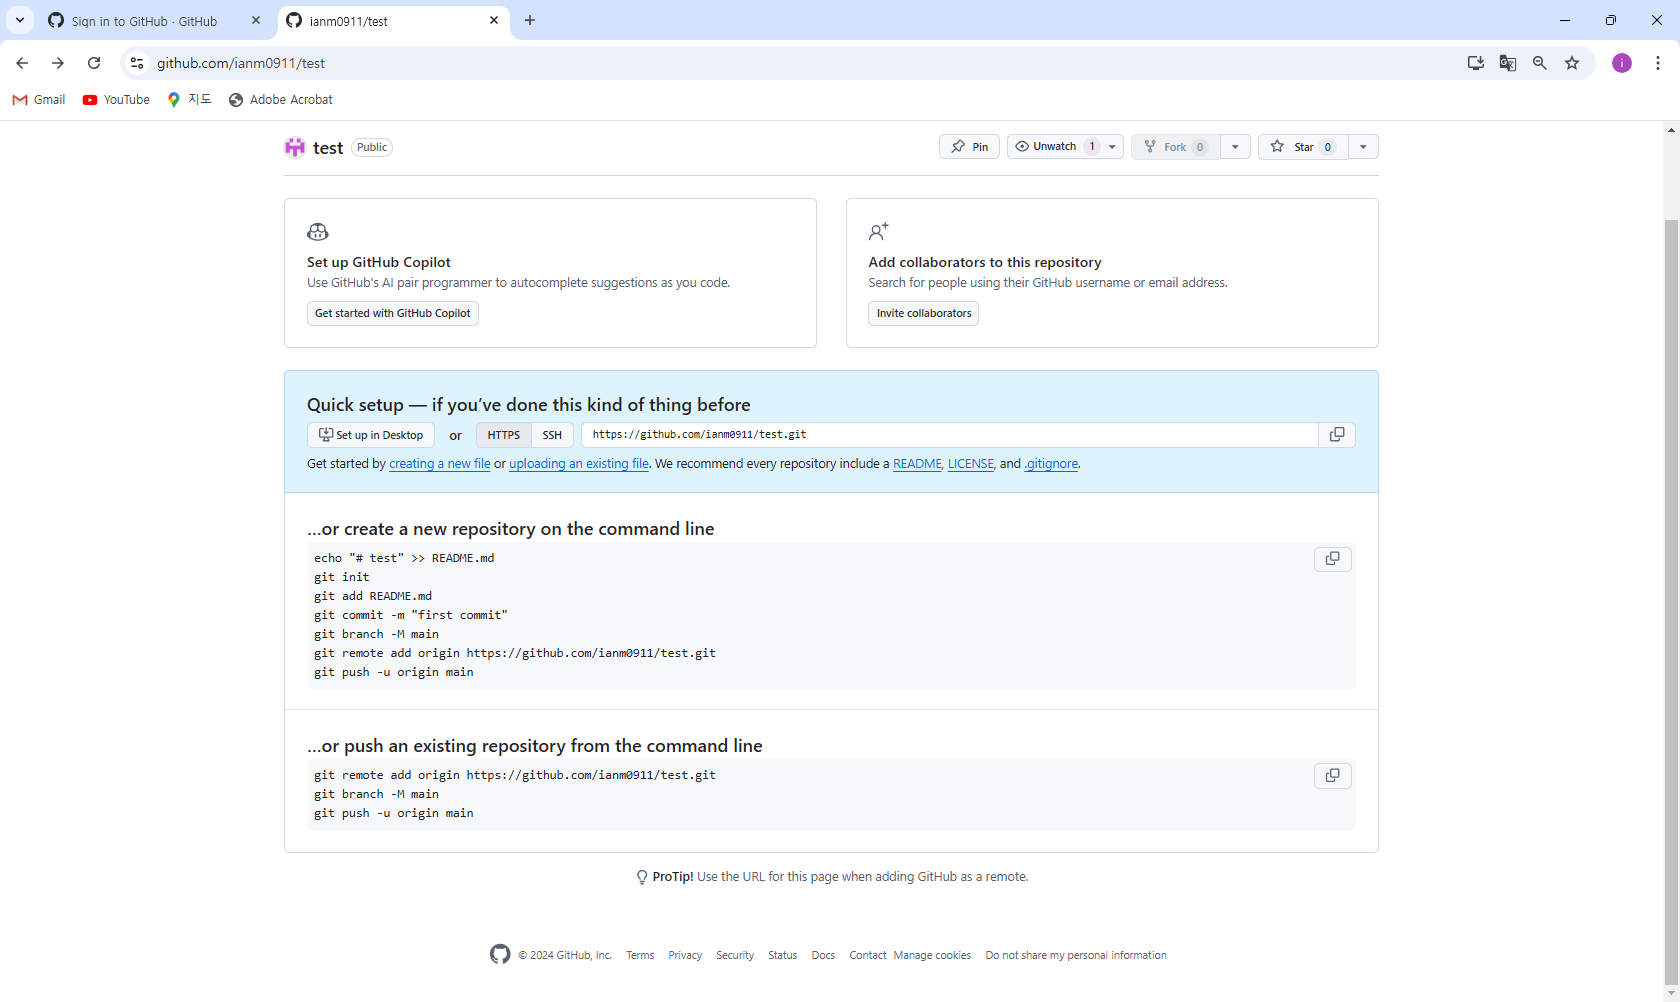 Sign in to GitHub · GitHub
ianm0911/test
github.com/ianm0911/test
i
Gmail YouTube 지도 Adobe Acrobat
test Public Pin Unwatch 1 Fork 0 Star 0
Set up GitHub Copilot
Use GitHub's AI pair programmer to autocomplete suggestions as you code.
Get started with GitHub Copilot
Add collaborators to this repository
Search for people using their GitHub username or email address.
Invite collaborators
Quick setup — if you’ve done this kind of thing before
Set up in Desktop or HTTPS SSH https://github.com/ianm0911/test.git
Get started by creating a new file or uploading an existing file. We recommend every repository include a README, LICENSE, and .gitignore.
…or create a new repository on the command line
echo "# test" >> README.md
git init
git add README.md
git commit -m "first commit"
git branch -M main
git remote add origin https://github.com/ianm0911/test.git
git push -u origin main
…or push an existing repository from the command line
git remote add origin https://github.com/ianm0911/test.git
git branch -M main
git push -u origin main
ProTip! Use the URL for this page when adding GitHub as a remote.
© 2024 GitHub, Inc. Terms Privacy Security Status Docs Contact Manage cookies Do not share my personal information